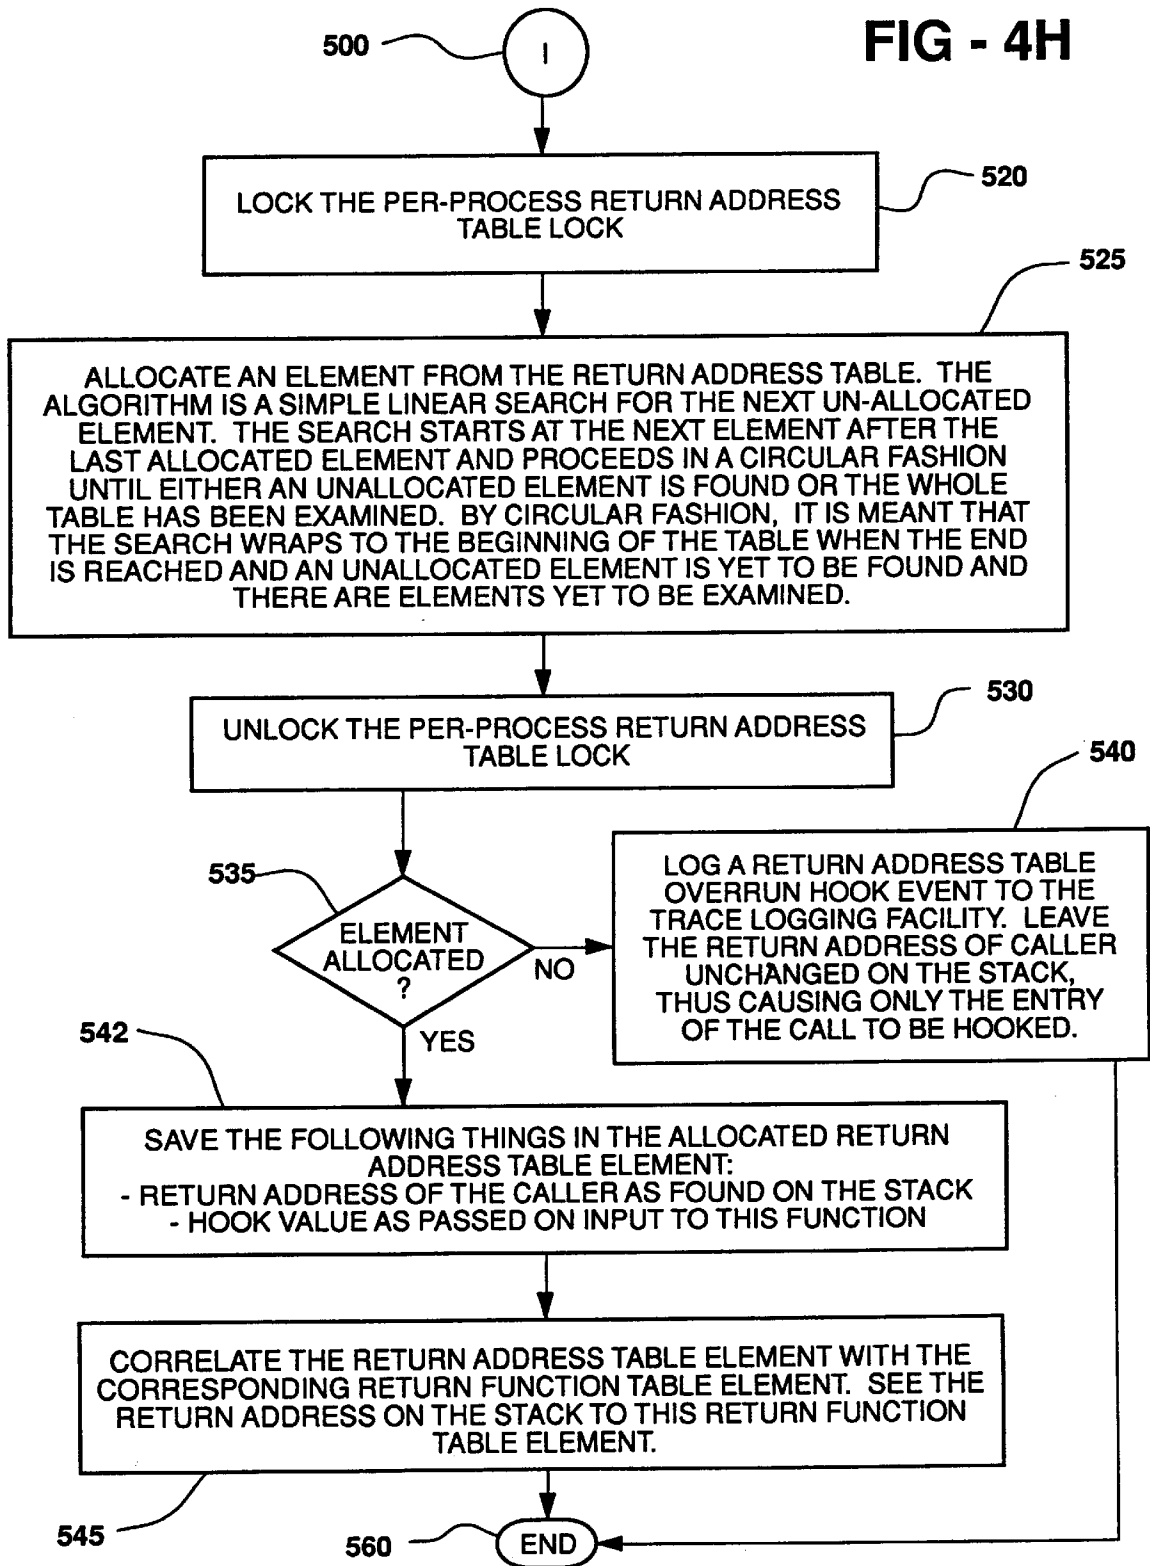 500
I
FIG - 4H
LOCK THE PER-PROCESS RETURN ADDRESS
TABLE LOCK
520
525
ALLOCATE AN ELEMENT FROM THE RETURN ADDRESS TABLE. THE
ALGORITHM IS A SIMPLE LINEAR SEARCH FOR THE NEXT UN-ALLOCATED
ELEMENT. THE SEARCH STARTS AT THE NEXT ELEMENT AFTER THE
LAST ALLOCATED ELEMENT AND PROCEEDS IN A CIRCULAR FASHION
UNTIL EITHER AN UNALLOCATED ELEMENT IS FOUND OR THE WHOLE
TABLE HAS BEEN EXAMINED. BY CIRCULAR FASHION, IT IS MEANT THAT
THE SEARCH WRAPS TO THE BEGINNING OF THE TABLE WHEN THE END
IS REACHED AND AN UNALLOCATED ELEMENT IS YET TO BE FOUND AND
THERE ARE ELEMENTS YET TO BE EXAMINED.
UNLOCK THE PER-PROCESS RETURN ADDRESS
TABLE LOCK
530
540
535
ELEMENT
ALLOCATED
?
NO
YES
LOG A RETURN ADDRESS TABLE
OVERRUN HOOK EVENT TO THE
TRACE LOGGING FACILITY. LEAVE
THE RETURN ADDRESS OF CALLER
UNCHANGED ON THE STACK,
THUS CAUSING ONLY THE ENTRY
OF THE CALL TO BE HOOKED.
542
SAVE THE FOLLOWING THINGS IN THE ALLOCATED RETURN
ADDRESS TABLE ELEMENT:
- RETURN ADDRESS OF THE CALLER AS FOUND ON THE STACK
- HOOK VALUE AS PASSED ON INPUT TO THIS FUNCTION
CORRELATE THE RETURN ADDRESS TABLE ELEMENT WITH THE
CORRESPONDING RETURN FUNCTION TABLE ELEMENT. SEE THE
RETURN ADDRESS ON THE STACK TO THIS RETURN FUNCTION
TABLE ELEMENT.
545
560
END